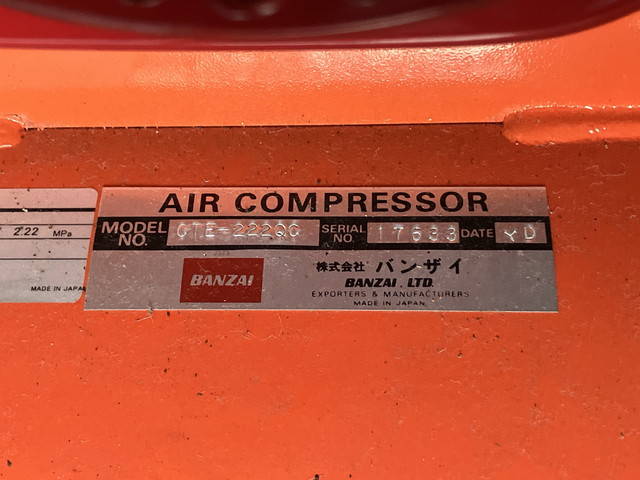 2.22 MPa
MADE IN JAPAN
AIR COMPRESSOR
MODEL NO. SERIAL NO. 17633 DATE YD
BANZAI
株式会社 バンザイ
BANZAI, LTD.
EXPORTERS & MANUFACTURERS
MADE IN JAPAN